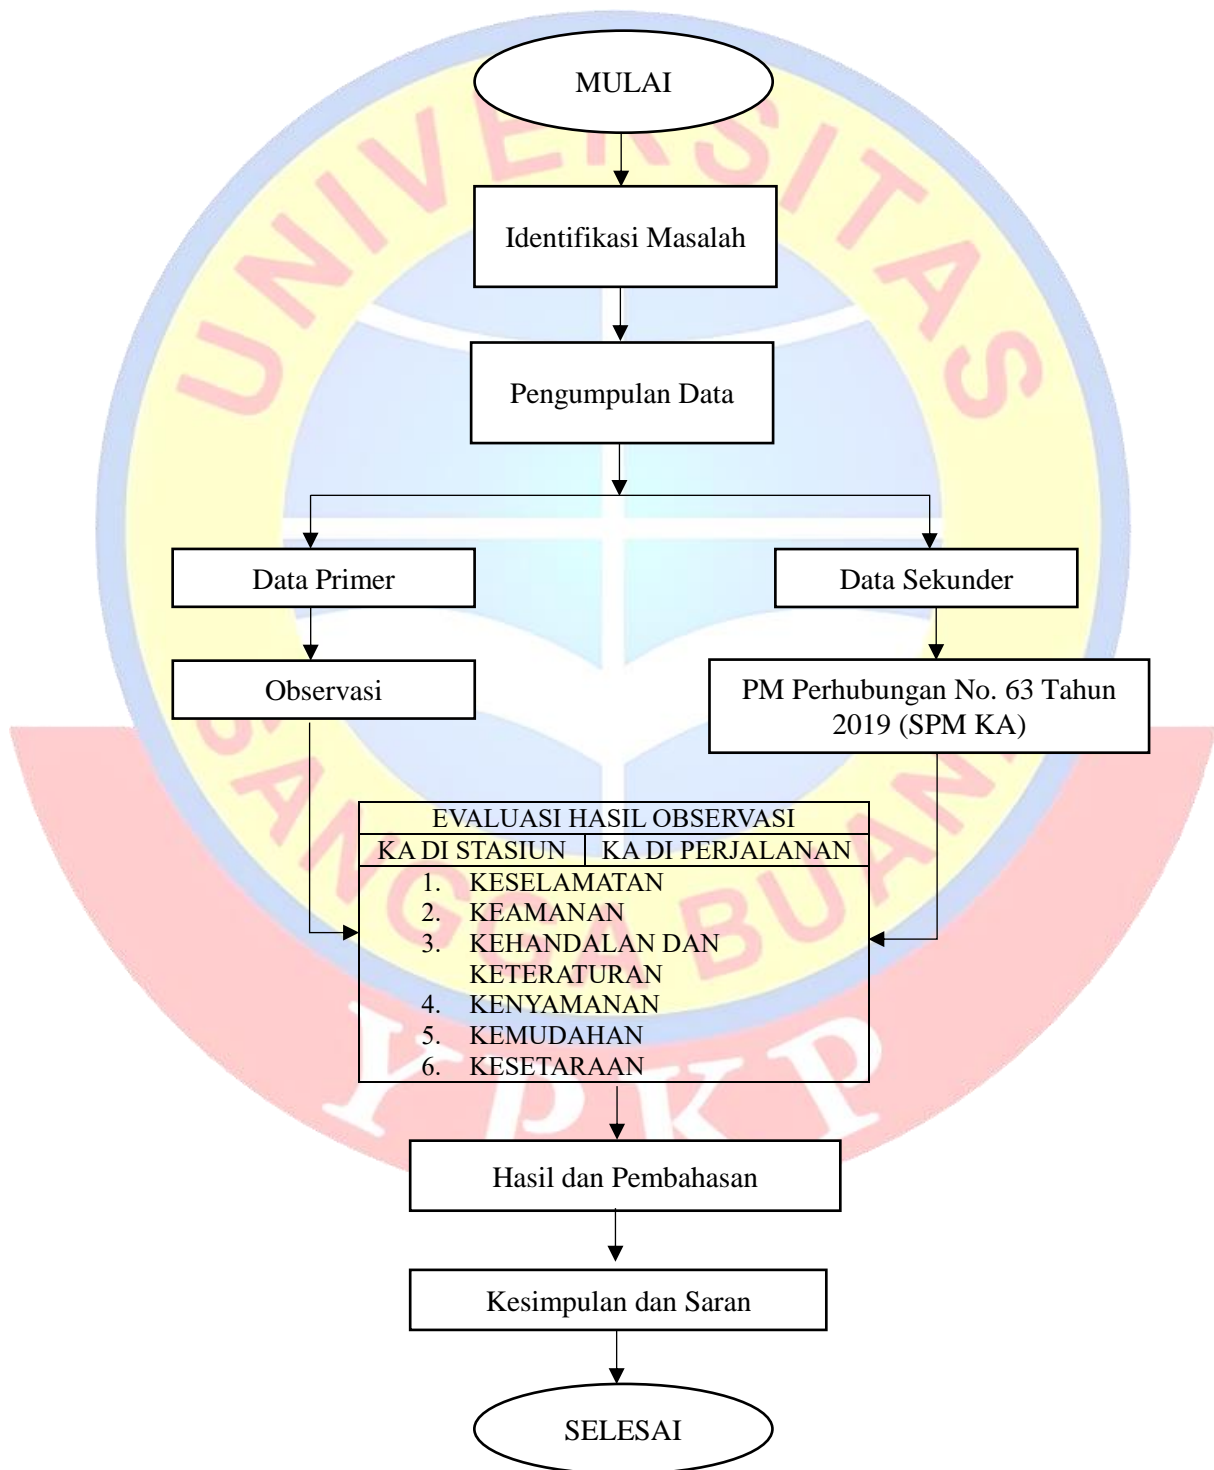 UNIVERSITAS
MULAI
Identifikasi Masalah
Pengumpulan Data
Data Primer
Data Sekunder
Observasi
PM Perhubungan No. 63 Tahun
2019 (SPM KA)
EVALUASI HASIL OBSERVASI
KA DI STASIUN
KA DI PERJALANAN
1. KESELAMATAN
2. KEAMANAN
3. KEHANDALAN DAN
KETERATURAN
4. KENYAMANAN
5. KEMUDAHAN
6. KESETARAAN
SANGGA BUANA
YPKP
Hasil dan Pembahasan
Kesimpulan dan Saran
SELESAI